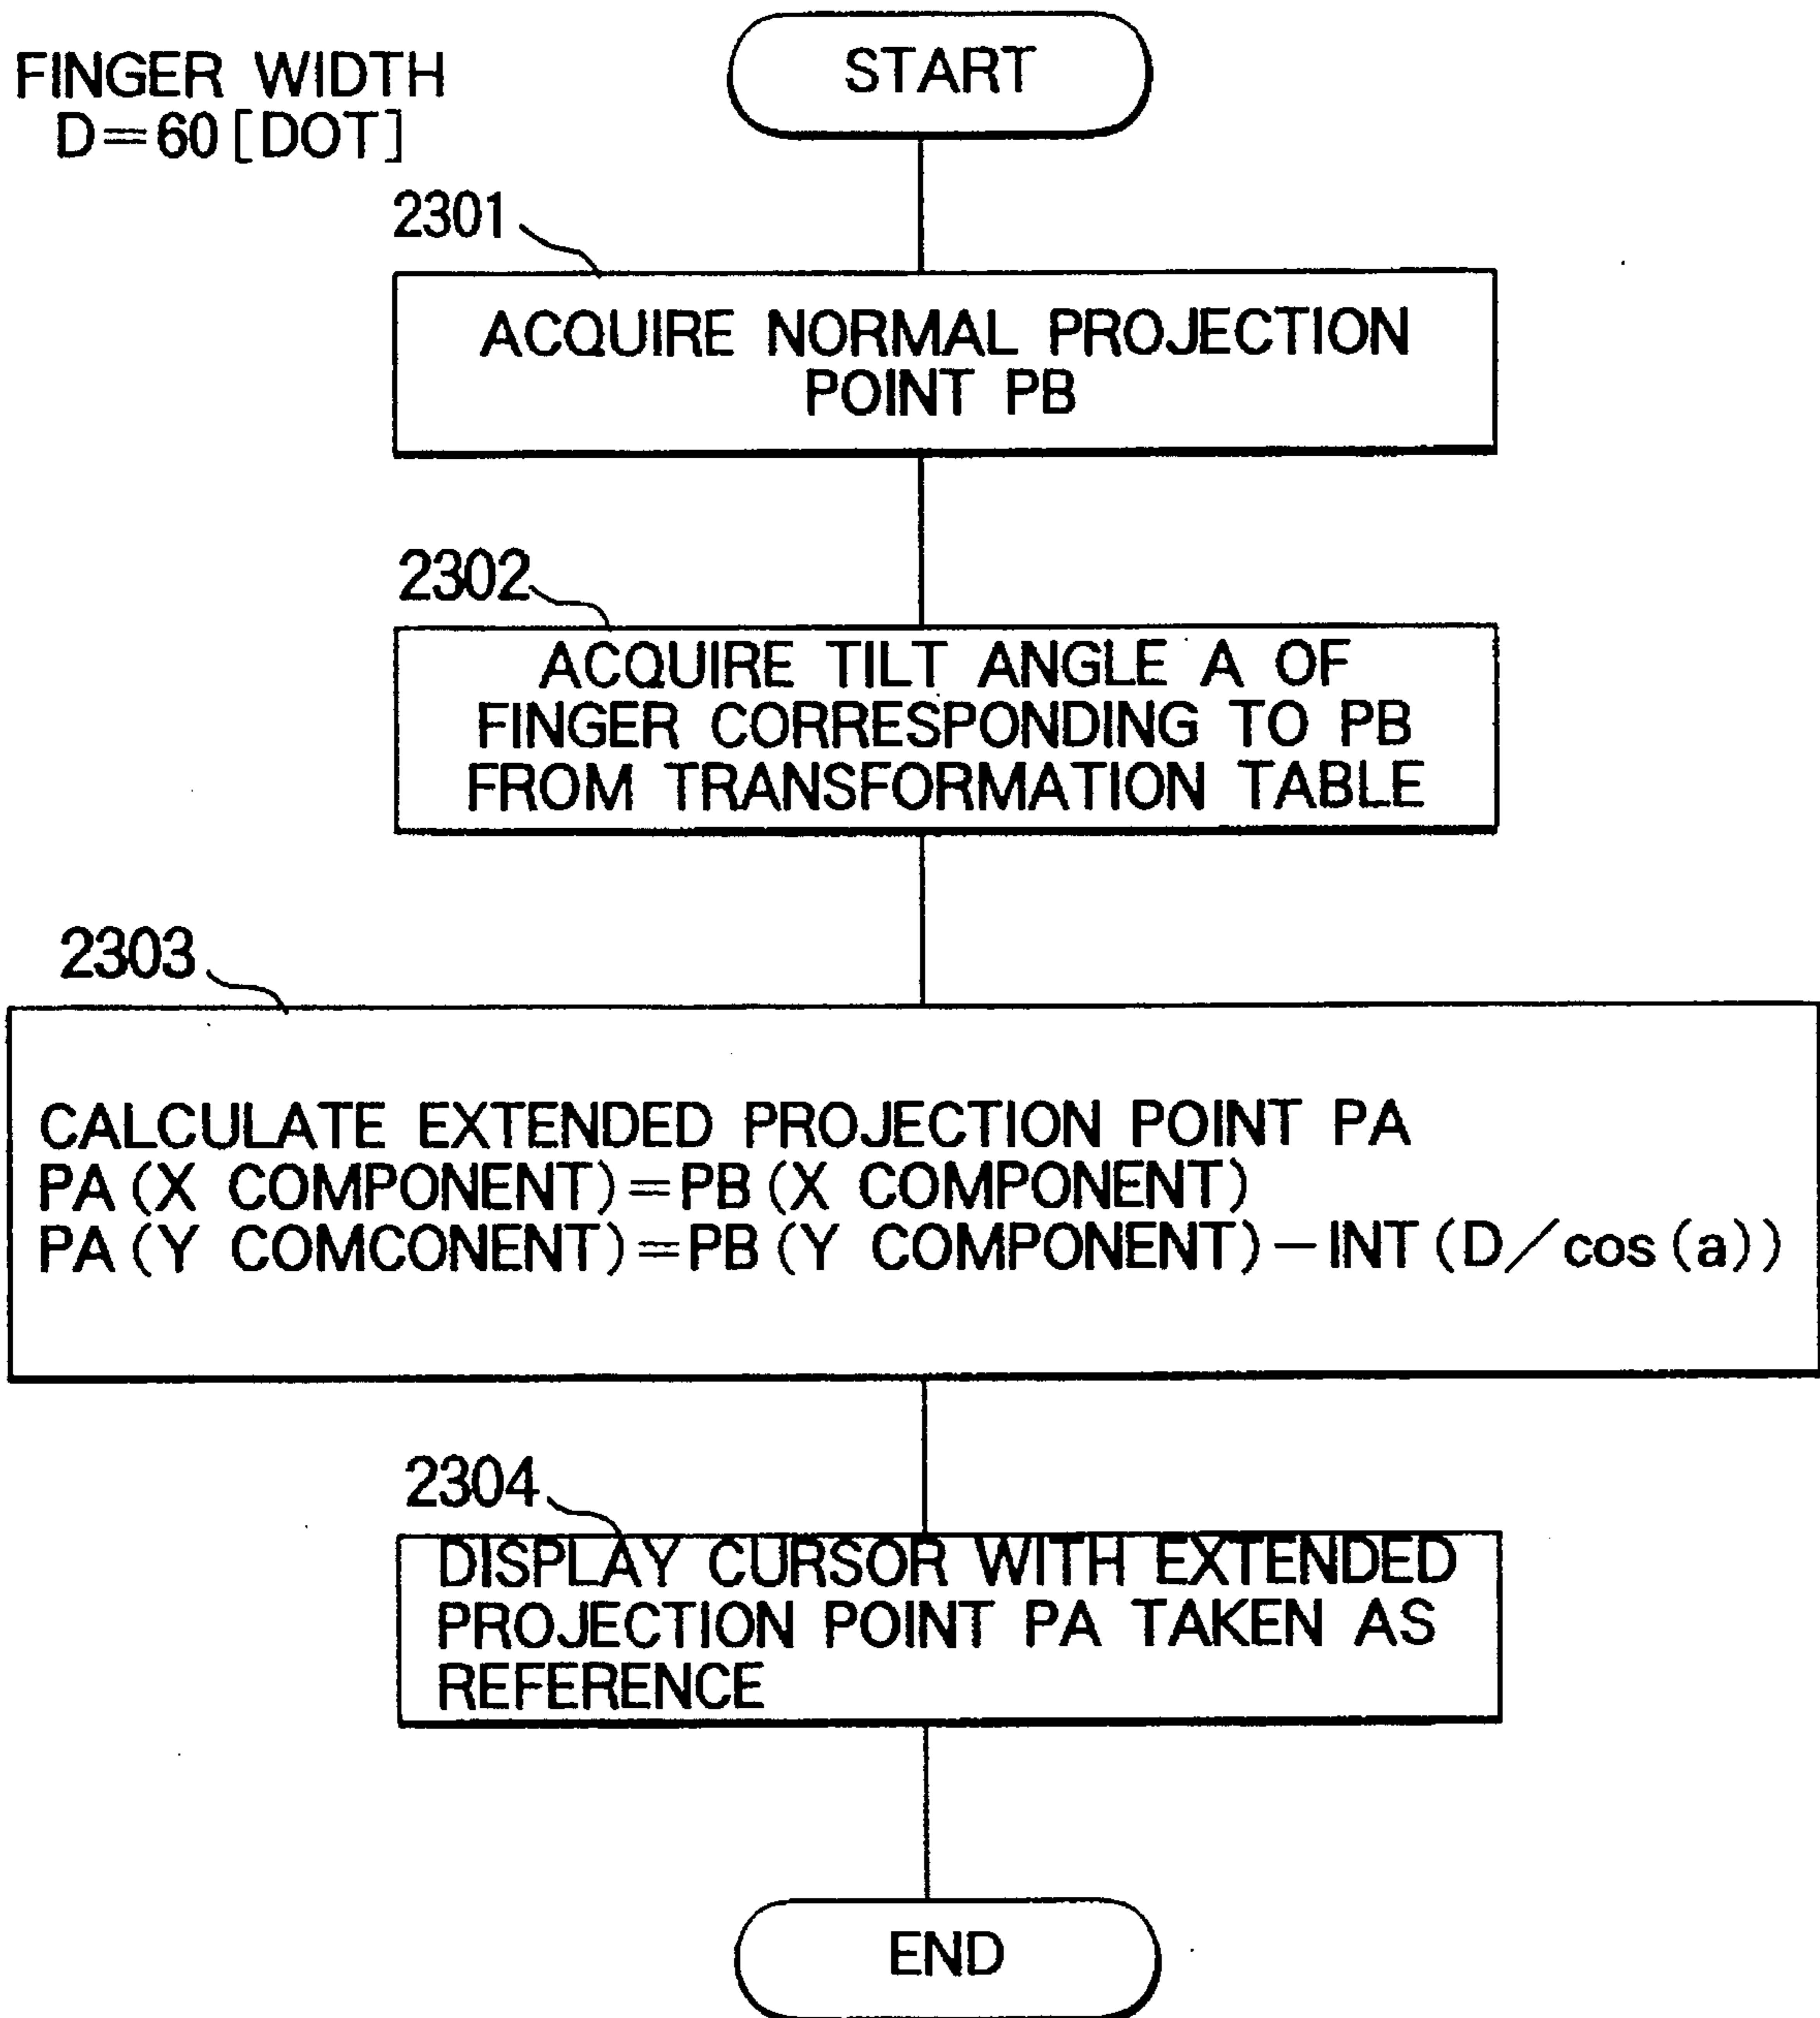 FINGER WIDTH
D=60[DOT]
START
2301
ACQUIRE NORMAL PROJECTION
POINT PB
2302
ACQUIRE TILT ANGLE A OF
FINGER CORRESPONDING TO PB
FROM TRANSFORMATION TABLE
2303
CALCULATE EXTENDED PROJECTION POINT PA
PA(X COMPONENT)=PB(X COMPONENT)
PA(Y COMCONENT)=PB(Y COMPONENT)-INT(D/cos(a))
2304
DISPLAY CURSOR WITH EXTENDED
PROJECTION POINT PA TAKEN AS
REFERENCE
END